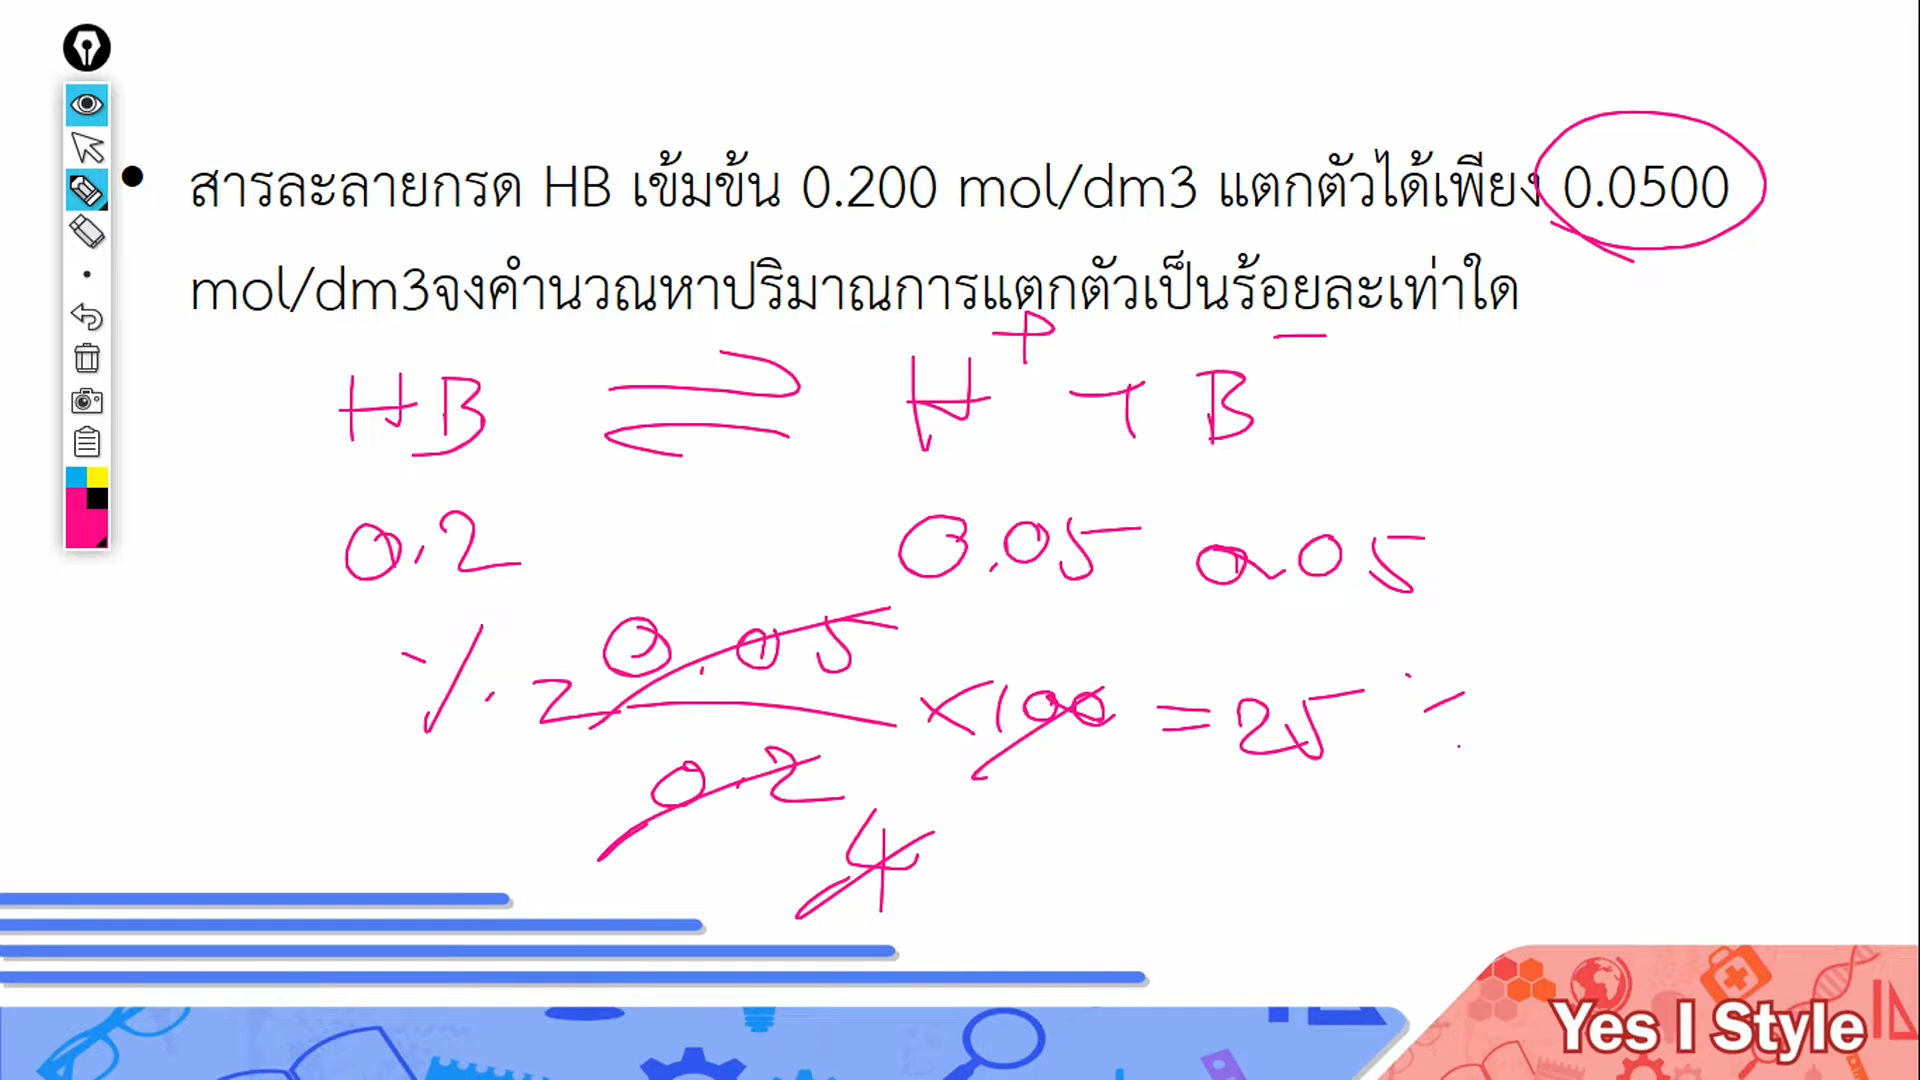 • สารละลายกรด HB เข้มข้น 0.200 mol/dm3 แตกตัวได้เพียง 0.0500
mol/dm3จงคำนวณหาปริมาณการแตกตัวเป็นร้อยละเท่าใด
HB ⇌ H⁺ + B⁻
0.2 0.05 0.05
% = 0.05 / 0.2 × 100 = 25 %
4
Yes I Style